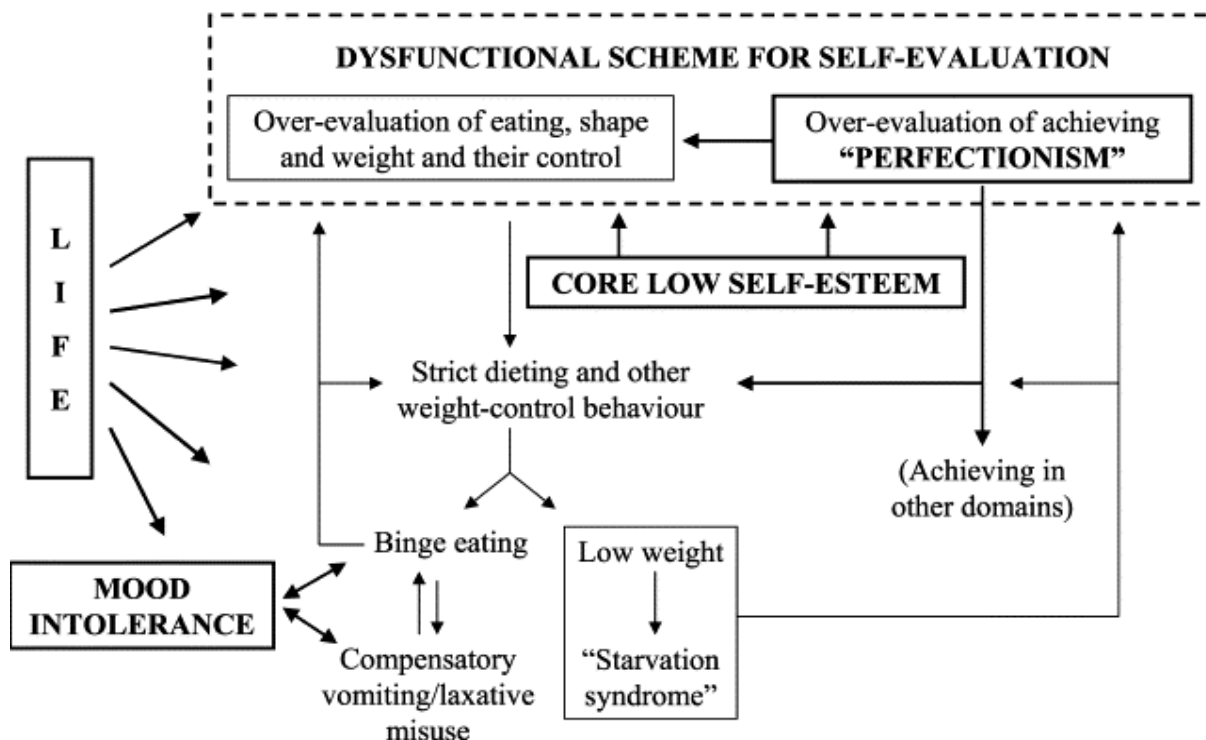 DYSFUNCTIONAL SCHEME FOR SELF-EVALUATION
Over-evaluation of eating, shape
and weight and their control
Over-evaluation of achieving
“PERFECTIONISM”
L
I
F
E
CORE LOW SELF-ESTEEM
Strict dieting and other
weight-control behaviour
(Achieving in
other domains)
Binge eating
Low weight
MOOD
INTOLERANCE
Compensatory
vomiting/laxative
misuse
“Starvation
syndrome”